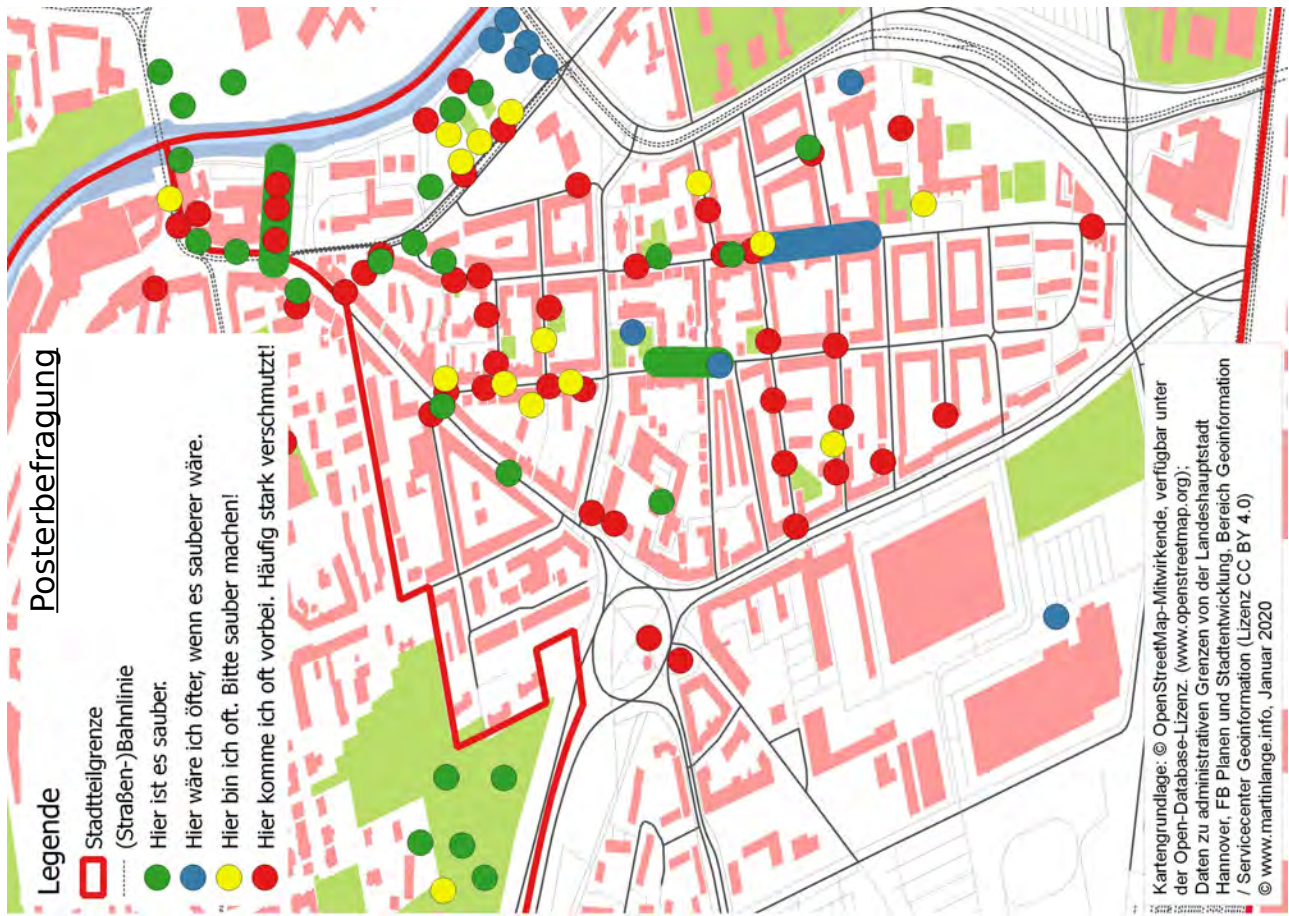 Posterbefragung
Legende
Stadtteilgrenze
(Straßen-)Bahnlinie
Hier ist es sauber.
Hier wäre ich öfter, wenn es sauberer wäre.
Hier bin ich oft. Bitte sauber machen!
Hier komme ich oft vorbei. Häufig stark verschmutzt!
Kartengrundlage: © OpenStreetMap-Mitwirkende, verfügbar unter
der Open-Database-Lizenz. (www.openstreetmap.org);
Daten zu administrativen Grenzen von der Landeshauptstadt
Hannover, FB Planen und Stadtentwicklung, Bereich Geoinformation
/ Servicecenter Geoinformation (Lizenz CC BY 4.0)
© www.martinlange.info, Januar 2020